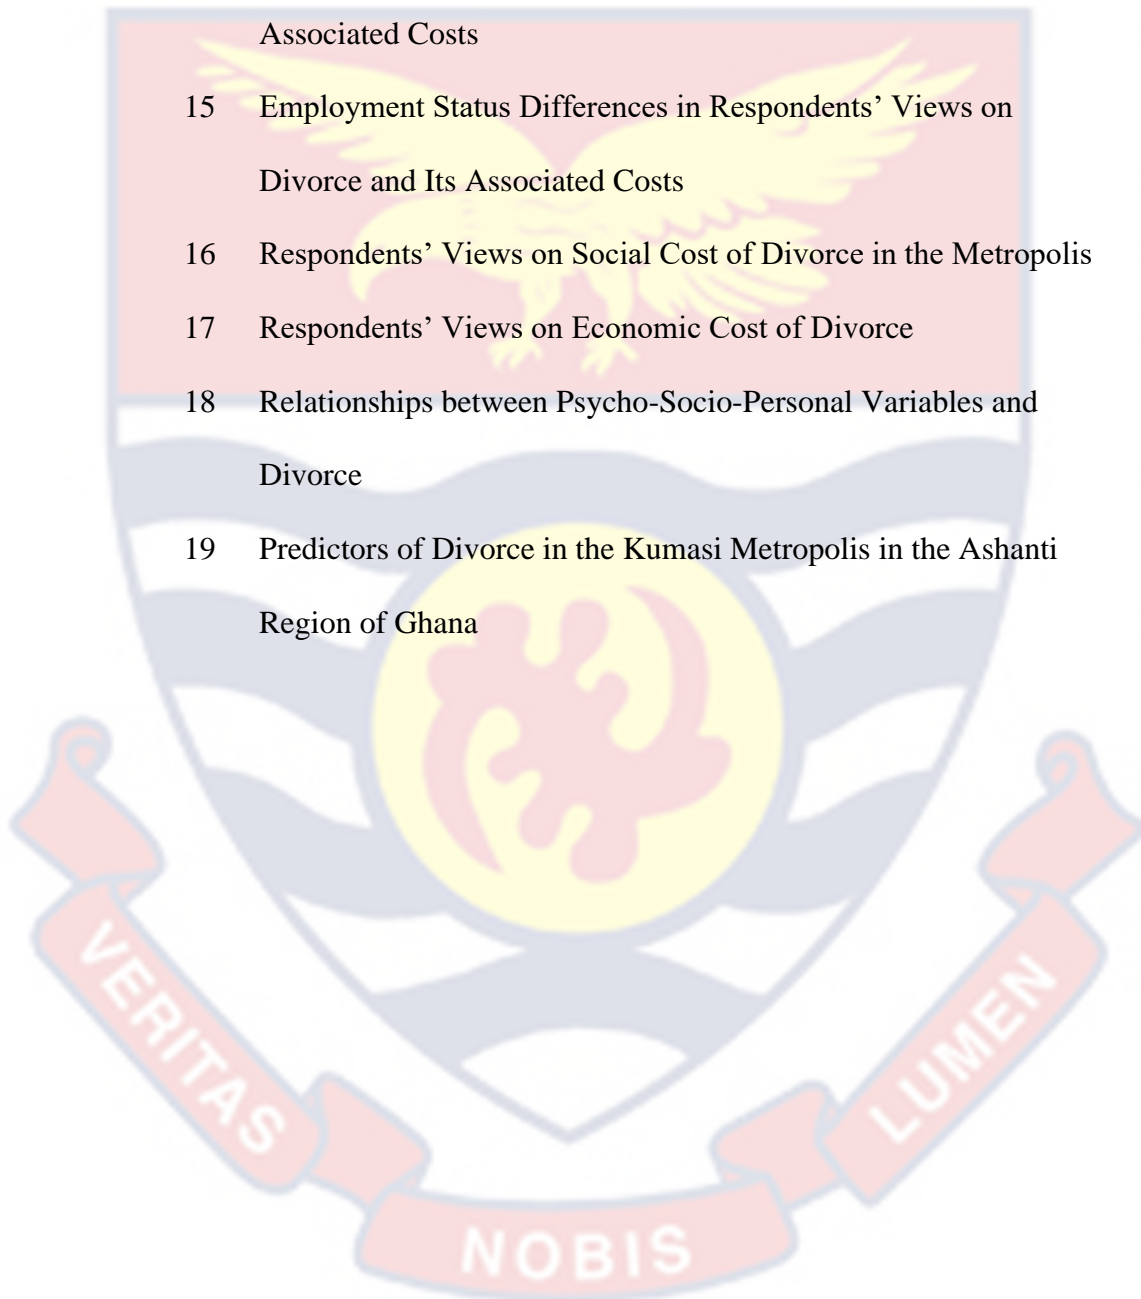 Associated Costs
15 Employment Status Differences in Respondents’ Views on
Divorce and Its Associated Costs
16 Respondents’ Views on Social Cost of Divorce in the Metropolis
17 Respondents’ Views on Economic Cost of Divorce
18 Relationships between Psycho-Socio-Personal Variables and
Divorce
19 Predictors of Divorce in the Kumasi Metropolis in the Ashanti
Region of Ghana
VERITAS
NOBIS
LUMEN